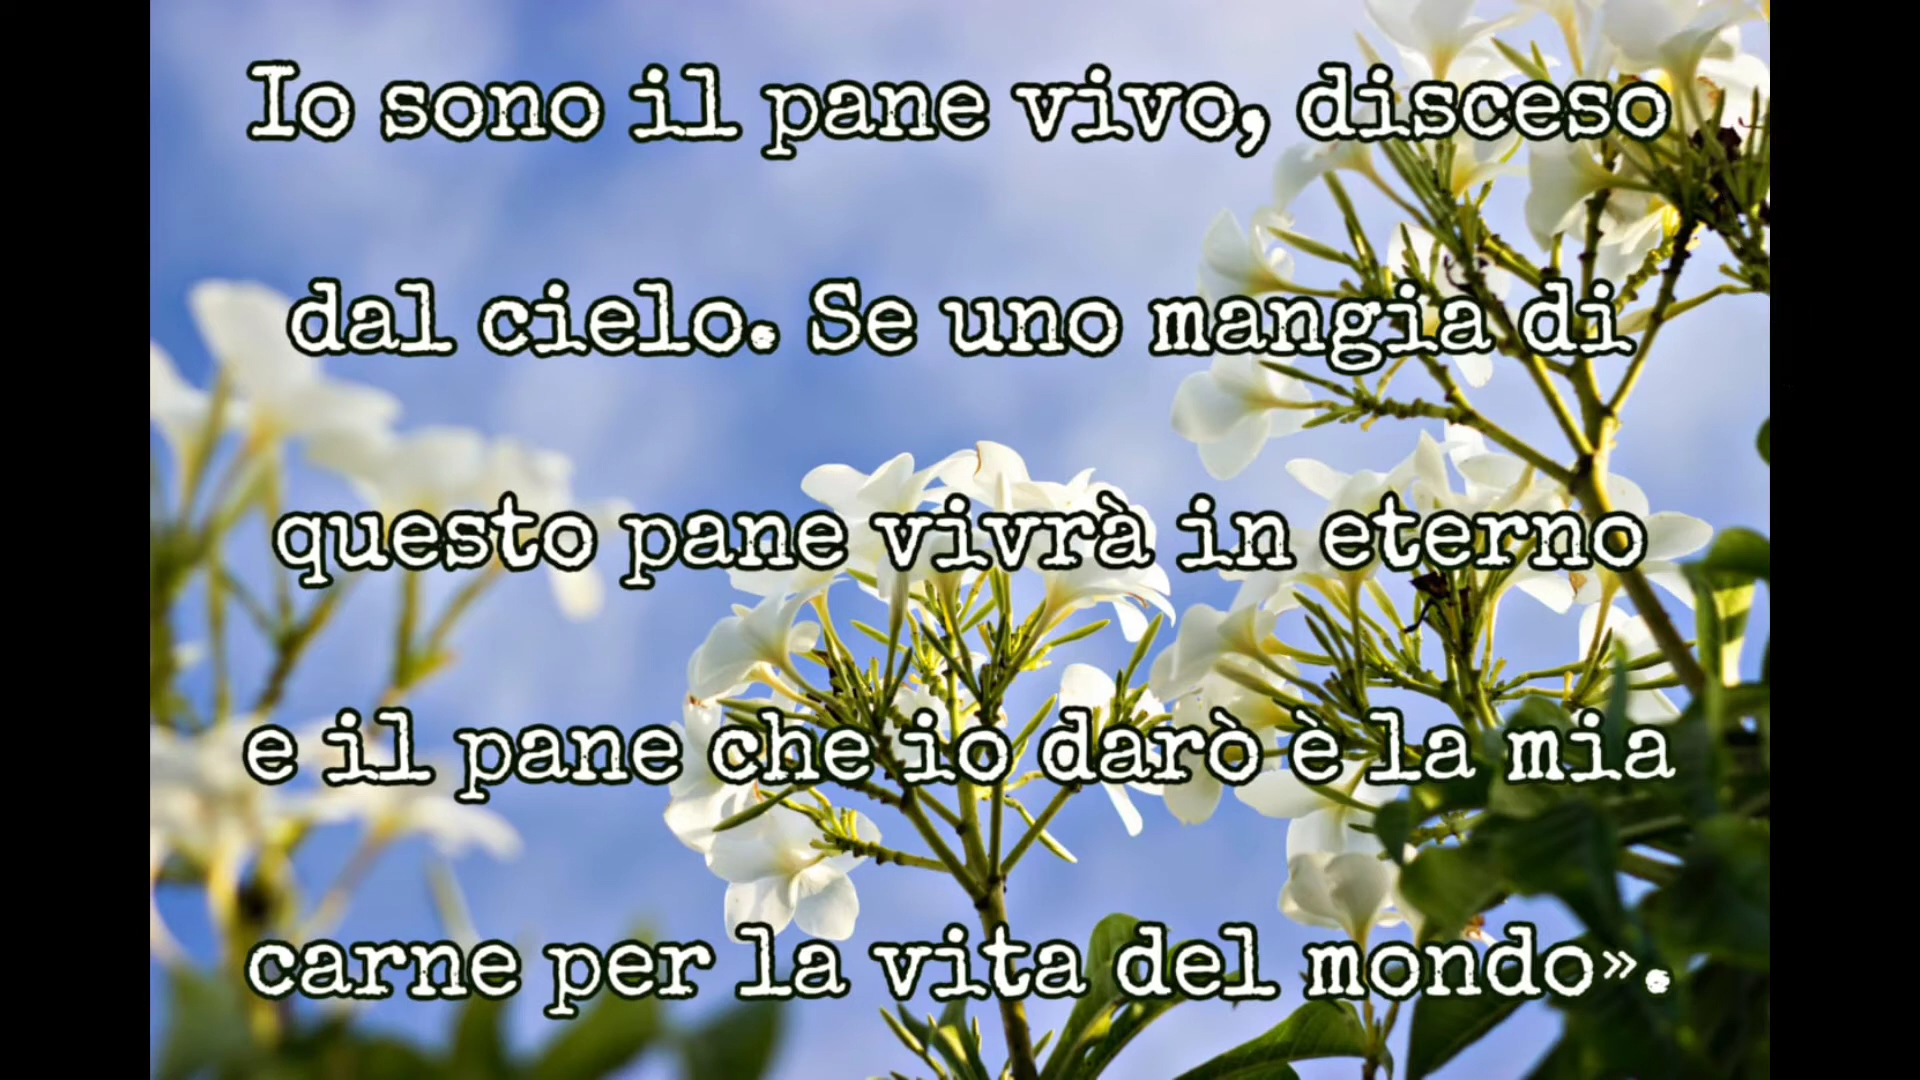 Io sono il pane vivo, disceso
dal cielo. Se uno mangia di
questo pane vivrà in eterno
e il pane che io darò è la mia
carne per la vita del mondo».